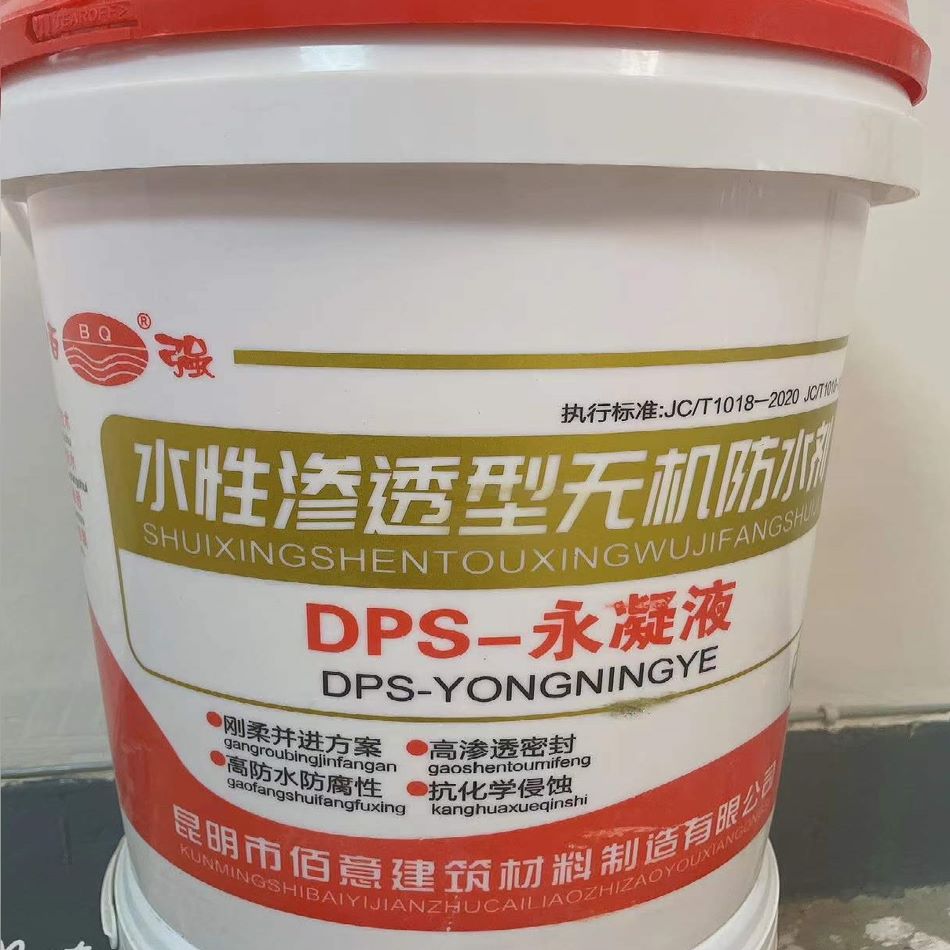 TEAROFF
BQ ® 强
执行标准:JC/T1018-2020
水性渗透型无机防水剂
SHUIXINGSHENTOUXINGWUJIFANGSHUI
DPS-永凝液
DPS-YONGNINGYE
刚柔并进方案
gangroubingjinfangan
高渗透密封
gaoshentoumifeng
高防水防腐性
gaofangshuifangfuxing
抗化学侵蚀
kanghuaxueqinshi
昆明市佰意建筑材料制造有限公司
KUNMINGSHIBAIYIJIANZHUCAILIAOZHIZAOYOUXIANGONGSI